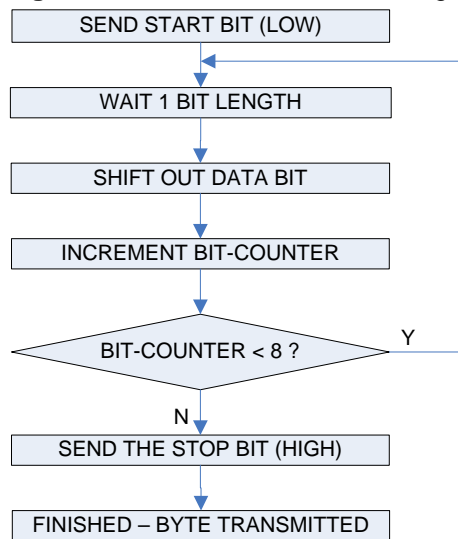 SEND START BIT (LOW)
WAIT 1 BIT LENGTH
SHIFT OUT DATA BIT
INCREMENT BIT-COUNTER
BIT-COUNTER < 8 ?
Y
N
SEND THE STOP BIT (HIGH)
FINISHED – BYTE TRANSMITTED